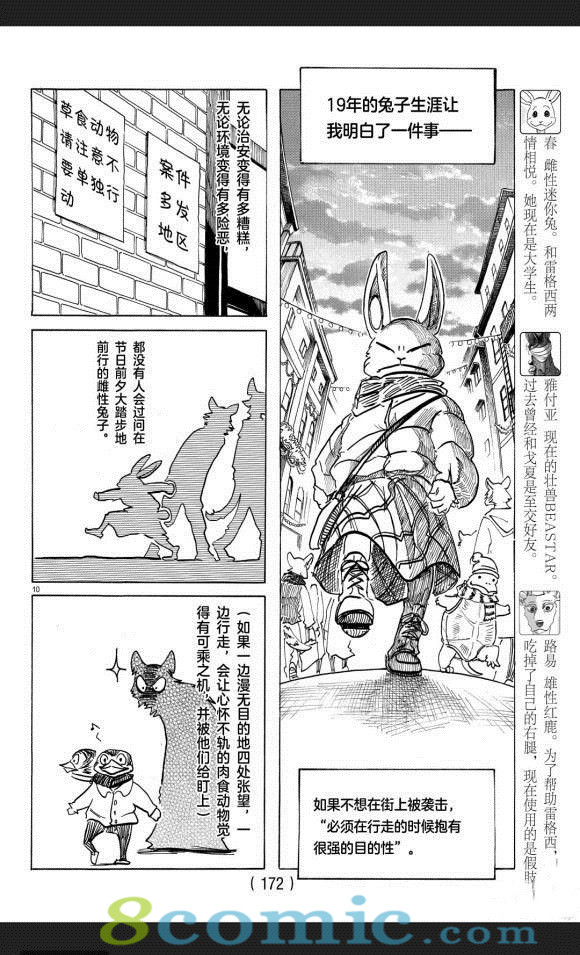 19年的兔子生涯让
我明白了一件事——
无论治安变得有多糟糕，
无论环境变得有多险恶，
草食动物
请注意不
要单独行
动
案件
多发
地区
都没有人会过问在
节日前夕大踏步地
前行的雌性兔子。
如果不想在街上被袭击，
“必须在行走的时候抱有
很强的目的性”。
（如果一边漫无目的地四处张望，一
边行走，会让心怀不轨的肉食动物觉
得有可乘之机，并被他们给盯上）
春 雌性迷你兔。和雷格西两
情相悦。她现在是大学生。
雅付亚 现在的壮兽BEASTAR。
过去曾经和戈夏是至交好友。
路易 雄性红鹿。为了帮助雷格西，
吃掉了自己的右腿，现在使用的是假肢
10
(172)
8comic.com